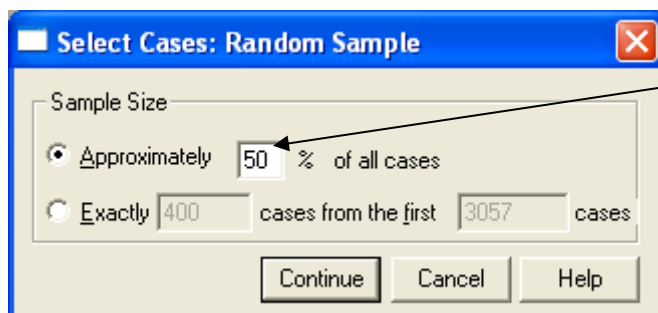 Select Cases: Random Sample
Sample Size
Approximately 50 % of all cases
Exactly 400 cases from the first 3057 cases
Continue Cancel Help